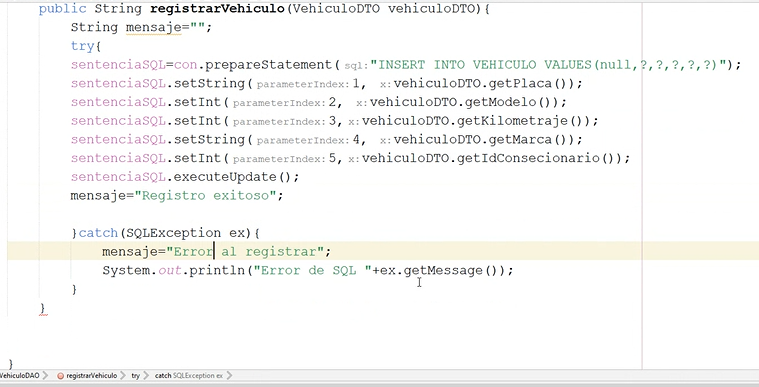 public String registrarVehiculo(VehiculoDTO vehiculoDTO){
String mensaje="";
try{
sentenciaSQL=con.prepareStatement(sql:"INSERT INTO VEHICULO VALUES(null,?,?,?,?,?)");
sentenciaSQL.setString(parameterIndex:1, x:vehiculoDTO.getPlaca());
sentenciaSQL.setInt(parameterIndex:2, x:vehiculoDTO.getModelo());
sentenciaSQL.setInt(parameterIndex:3,x:vehiculoDTO.getKilometraje());
sentenciaSQL.setString(parameterIndex:4, x:vehiculoDTO.getMarca());
sentenciaSQL.setInt(parameterIndex:5,x:vehiculoDTO.getIdConsecionario());
sentenciaSQL.executeUpdate();
mensaje="Registro exitoso";
}catch(SQLException ex){
mensaje="Error al registrar";
System.out.println("Error de SQL "+ex.getMessage());
}
}
}
VehiculoDAO registrarVehiculo try catch SQLException ex